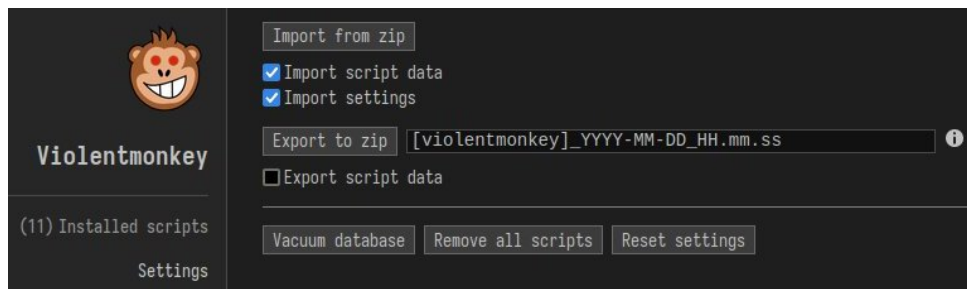 Violentmonkey
(11) Installed scripts
Settings
Import from zip
Import script data
Import settings
Export to zip [violentmonkey]_YYYY-MM-DD_HH.mm.ss
Export script data
Vacuum database Remove all scripts Reset settings